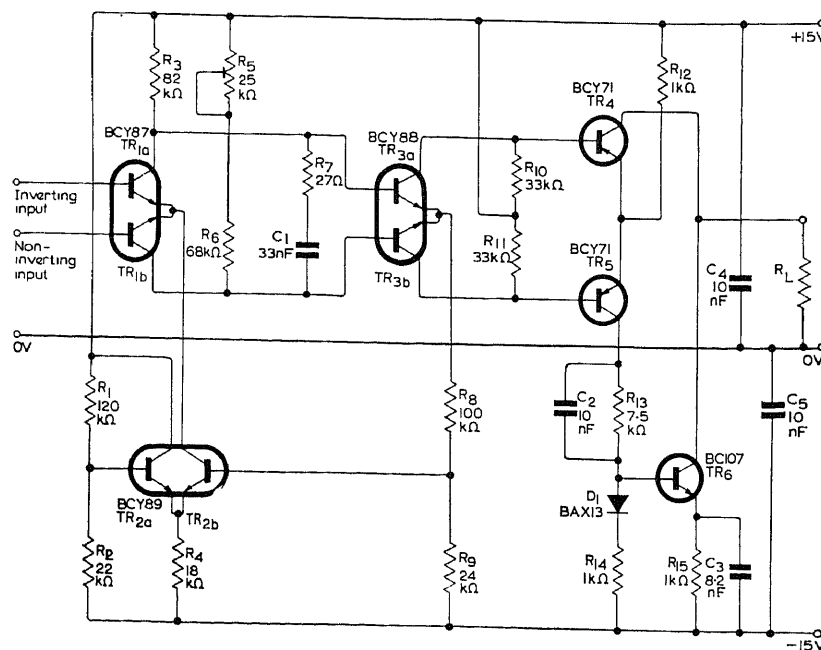 +15V
R3
82
kΩ
R5
25
kΩ
R12
1kΩ
BCY71
TR4
BCY87
TR1a
BCY88
TR3a
R7
27Ω
R10
33kΩ
Inverting
input
Non-
inverting
input
R6
68kΩ
C1
33nF
R11
33kΩ
BCY71
TR5
TR1b
TR3b
C4
10
nF
RL
0V
0V
R1
120
kΩ
R8
100
kΩ
C2
10
nF
R13
7.5
kΩ
C5
10
nF
BC107
TR6
BCY89
TR2a
TR2b
D1
BAX13
R2
22
kΩ
R4
18
kΩ
R9
24
kΩ
R14
1kΩ
R15
1kΩ
C3
8·2
nF
-15V